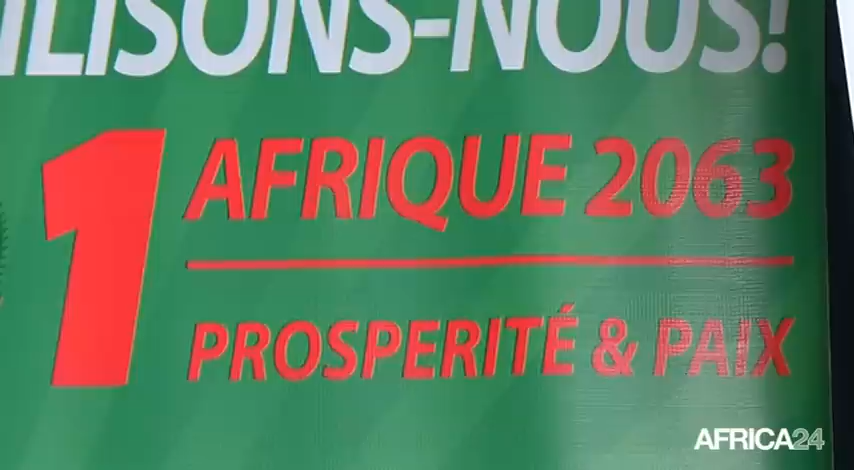 ILISONS-NOUS!
1 AFRIQUE 2063
PROSPERITÉ & PAIX
AFRICA24